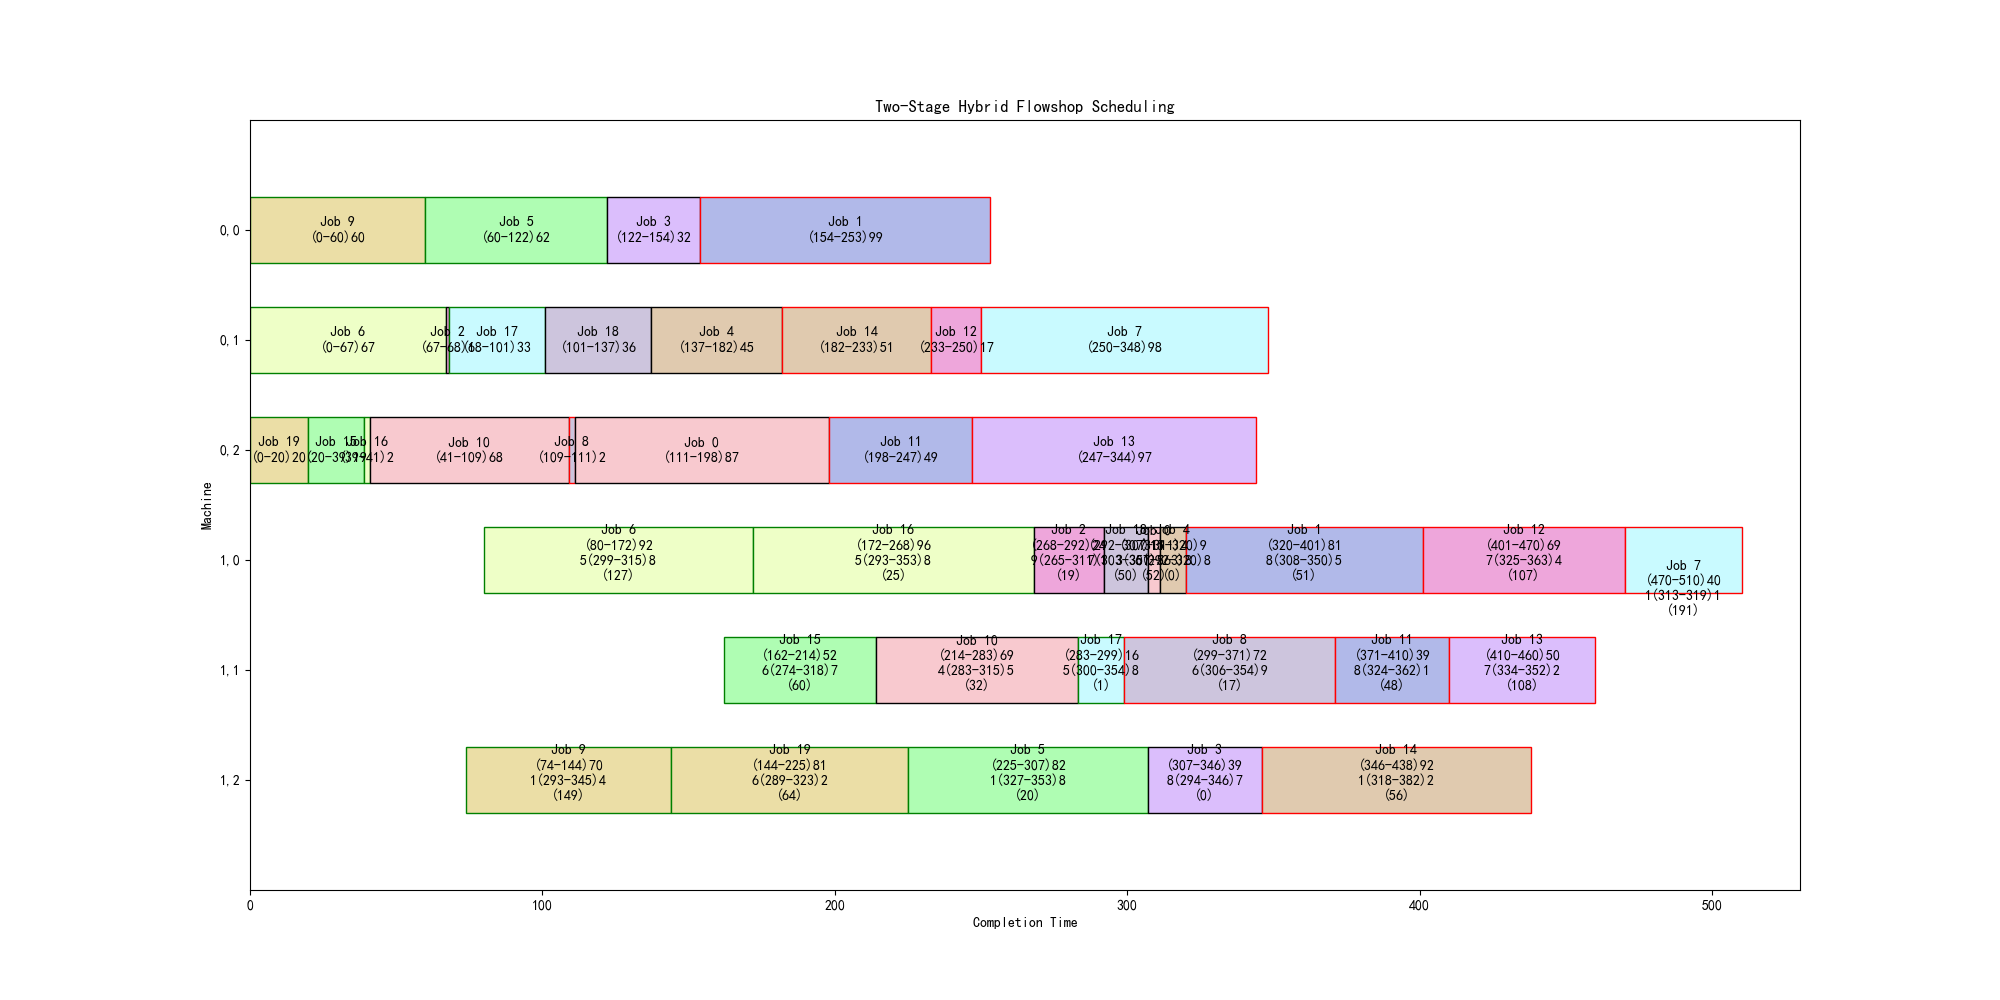 Two-Stage Hybrid Flowshop Scheduling
0,0
Job 9
(0-60)60
Job 5
(60-122)62
Job 3
(122-154)32
Job 1
(154-253)99
0,1
Job 6
(0-67)67
Job 2
(67-68)1
Job 17
(68-101)33
Job 18
(101-137)36
Job 4
(137-182)45
Job 14
(182-233)51
Job 12
(233-250)17
Job 7
(250-348)98
0,2
Job 19
(0-20)20
Job 15
(20-39)19
Job 16
(39-41)2
Job 10
(41-109)68
Job 8
(109-111)2
Job 0
(111-198)87
Job 11
(198-247)49
Job 13
(247-344)97
Machine
1,0
Job 6
(80-172)92
5(299-315)8
(127)
Job 16
(172-268)96
5(293-353)8
(25)
Job 2
(268-292)24
9(265-311)
(19)
Job 18
(292-307)
(50)
(52)
Job 4
(0)
Job 1
(320-401)81
8(308-350)5
(51)
Job 12
(401-470)69
7(325-363)4
(107)
Job 7
(470-510)40
1(313-319)1
(191)
1,1
Job 15
(162-214)52
6(274-318)7
(60)
Job 10
(214-283)69
4(283-315)5
(32)
Job 17
(283-299)16
5(300-354)8
(1)
Job 8
(299-371)72
6(306-354)9
(17)
Job 11
(371-410)39
8(324-362)1
(48)
Job 13
(410-460)50
7(334-352)2
(108)
1,2
Job 9
(74-144)70
1(293-345)4
(149)
Job 19
(144-225)81
6(289-323)2
(64)
Job 5
(225-307)82
1(327-353)8
(20)
Job 3
(307-346)39
8(294-346)7
(0)
Job 14
(346-438)92
1(318-382)2
(56)
0
100
200
300
400
500
Completion Time